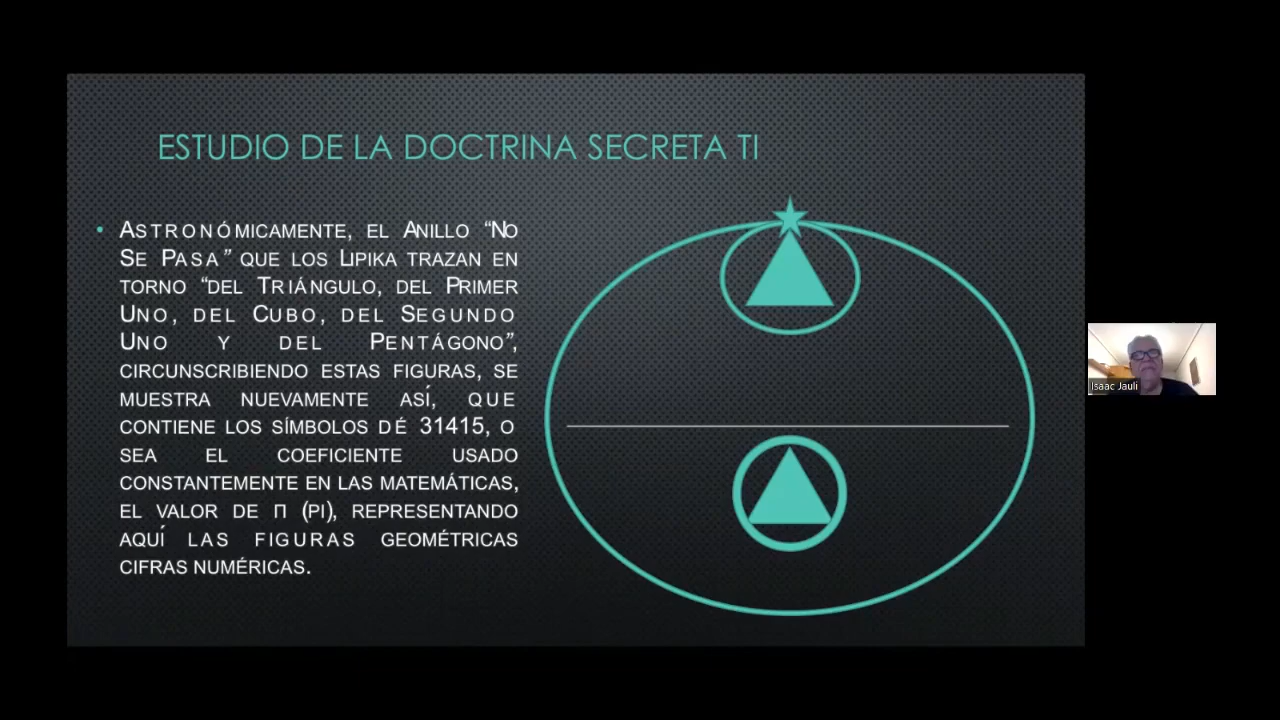 ESTUDIO DE LA DOCTRINA SECRETA TI
• ASTRONÓMICAMENTE, EL ANILLO “NO
SE PASA” QUE LOS LIPIKA TRAZAN EN
TORNO “DEL TRIÁNGULO, DEL PRIMER
UNO, DEL CUBO, DEL SEGUNDO
UNO Y DEL PENTÁGONO”,
CIRCUNSCRIBIENDO ESTAS FIGURAS, SE
MUESTRA NUEVAMENTE ASÍ, QUE
CONTIENE LOS SÍMBOLOS DÉ 31415, O
SEA EL COEFICIENTE USADO
CONSTANTEMENTE EN LAS MATEMÁTICAS,
EL VALOR DE Π (PI), REPRESENTANDO
AQUÍ LAS FIGURAS GEOMÉTRICAS
CIFRAS NUMÉRICAS.
Isaac Jauli